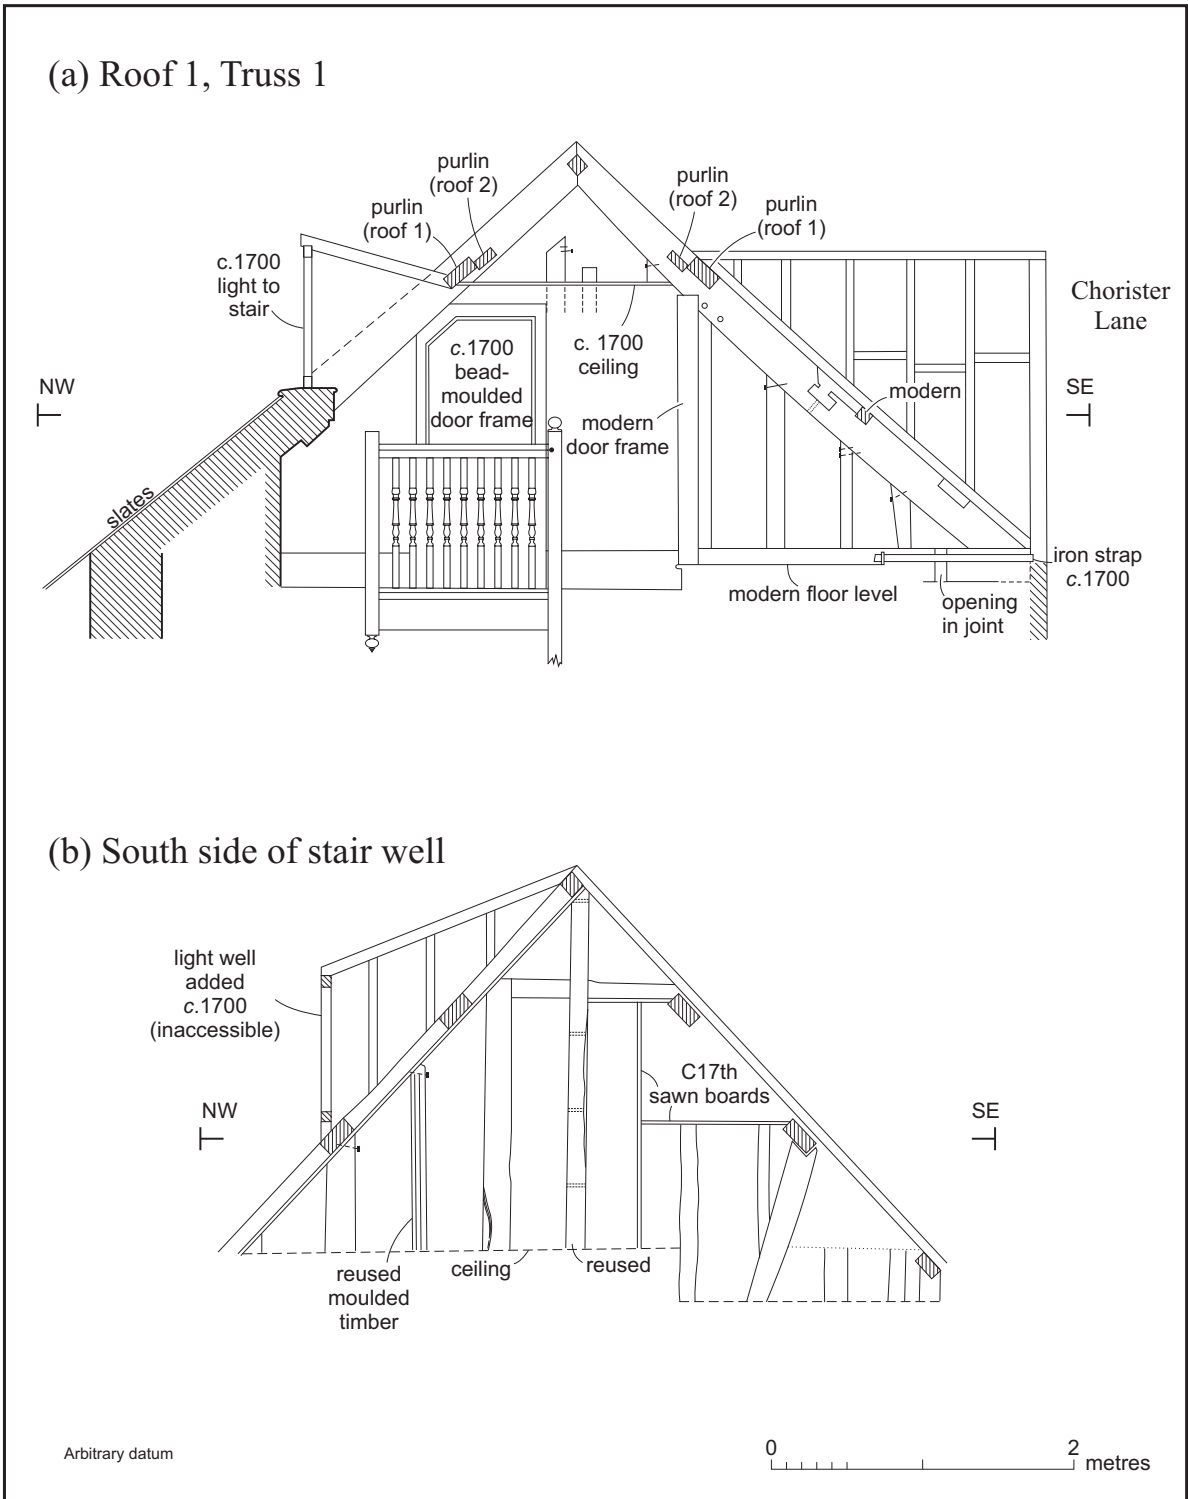 (a) Roof 1, Truss 1
purlin
(roof 2)
purlin
(roof 1)
purlin
(roof 2)
purlin
(roof 1)
c.1700
light to
stair
Chorister
Lane
c.1700
bead-
moulded
door frame
c. 1700
ceiling
NW
SE
modern
modern
door frame
slates
modern floor level
opening
in joint
iron strap
c.1700
(b) South side of stair well
light well
added
c.1700
(inaccessible)
C17th
sawn boards
NW
SE
reused
moulded
timber
ceiling
reused
Arbitrary datum
0
2
metres